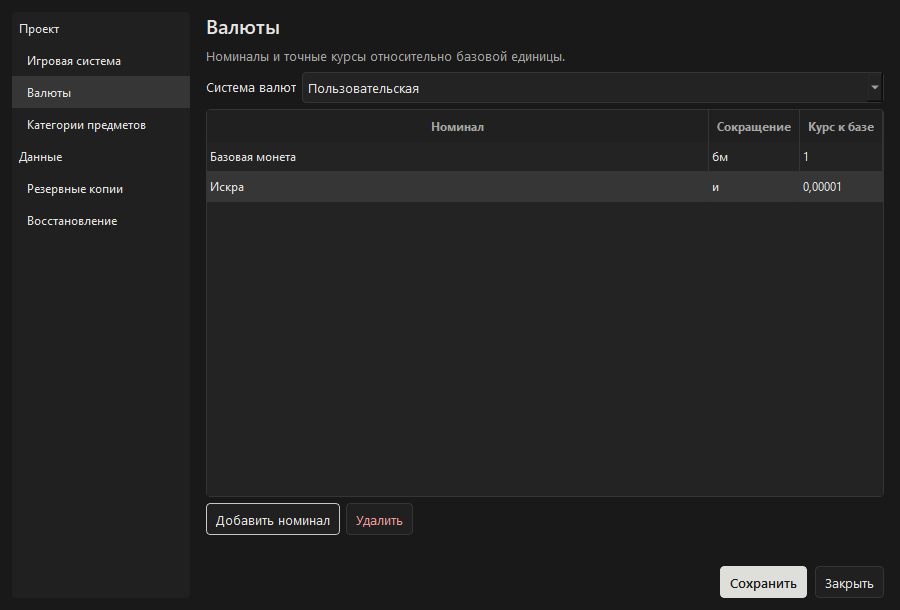 Проект
Игровая система
Валюты
Категории предметов
Данные
Резервные копии
Восстановление
Валюты
Номиналы и точные курсы относительно базовой единицы.
Система валют Пользовательская
Номинал Сокращение Курс к базе
Базовая монета бм 1
Искра и 0,00001
Добавить номинал Удалить
Сохранить Закрыть